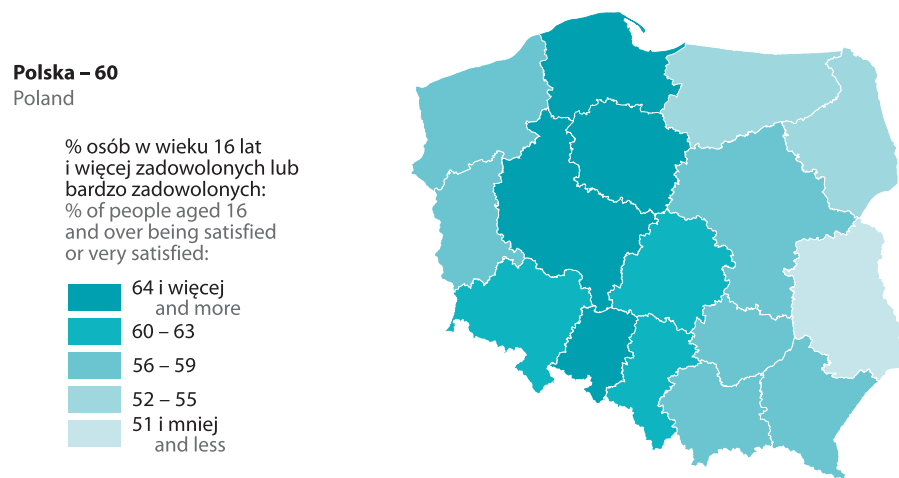 Polska – 60
Poland
% osób w wieku 16 lat
i więcej zadowolonych lub
bardzo zadowolonych:
% of people aged 16
and over being satisfied
or very satisfied:
64 i więcej
and more
60 – 63
56 – 59
52 – 55
51 i mniej
and less